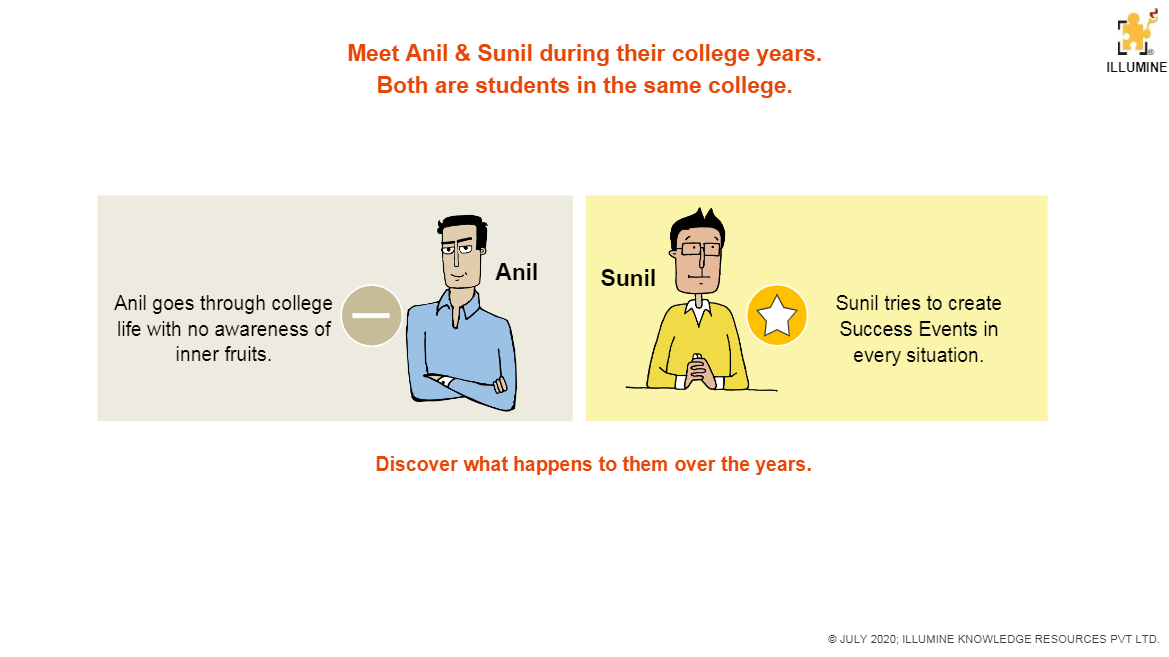 ILLUMINE
Meet Anil & Sunil during their college years.
Both are students in the same college.
Anil
Anil goes through college
life with no awareness of
inner fruits.
Sunil
Sunil tries to create
Success Events in
every situation.
Discover what happens to them over the years.
© JULY 2020; ILLUMINE KNOWLEDGE RESOURCES PVT LTD.